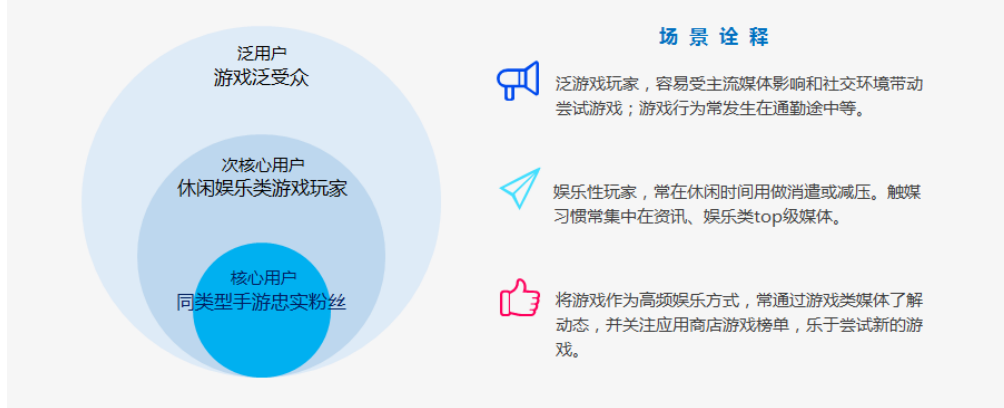 泛用户
游戏泛受众
次核心用户
休闲娱乐类游戏玩家
核心用户
同类型手游忠实粉丝
场景诠释
泛游戏玩家，容易受主流媒体影响和社交环境带动
尝试游戏；游戏行为常发生在通勤途中等。
娱乐性玩家，常在休闲时间用做消遣或减压。触媒
习惯常集中在资讯、娱乐类top级媒体。
将游戏作为高频娱乐方式，常通过游戏类媒体了解
动态，并关注应用商店游戏榜单，乐于尝试新的游
戏。